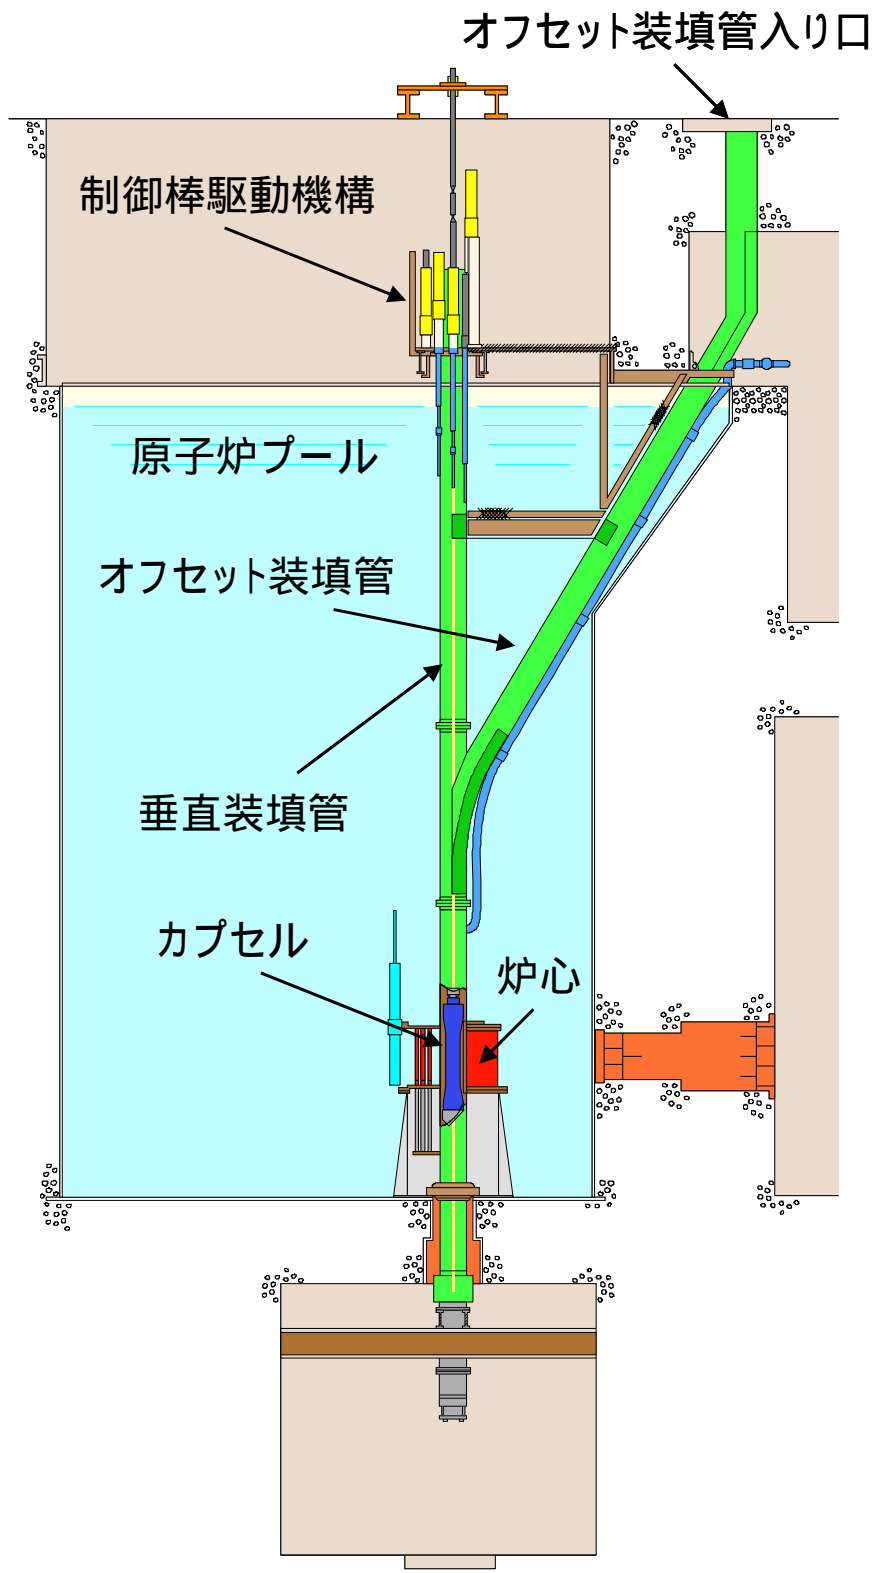 オフセット装填管入り口
制御棒駆動機構
原子炉プール
オフセット装填管
垂直装填管
カプセル
炉心